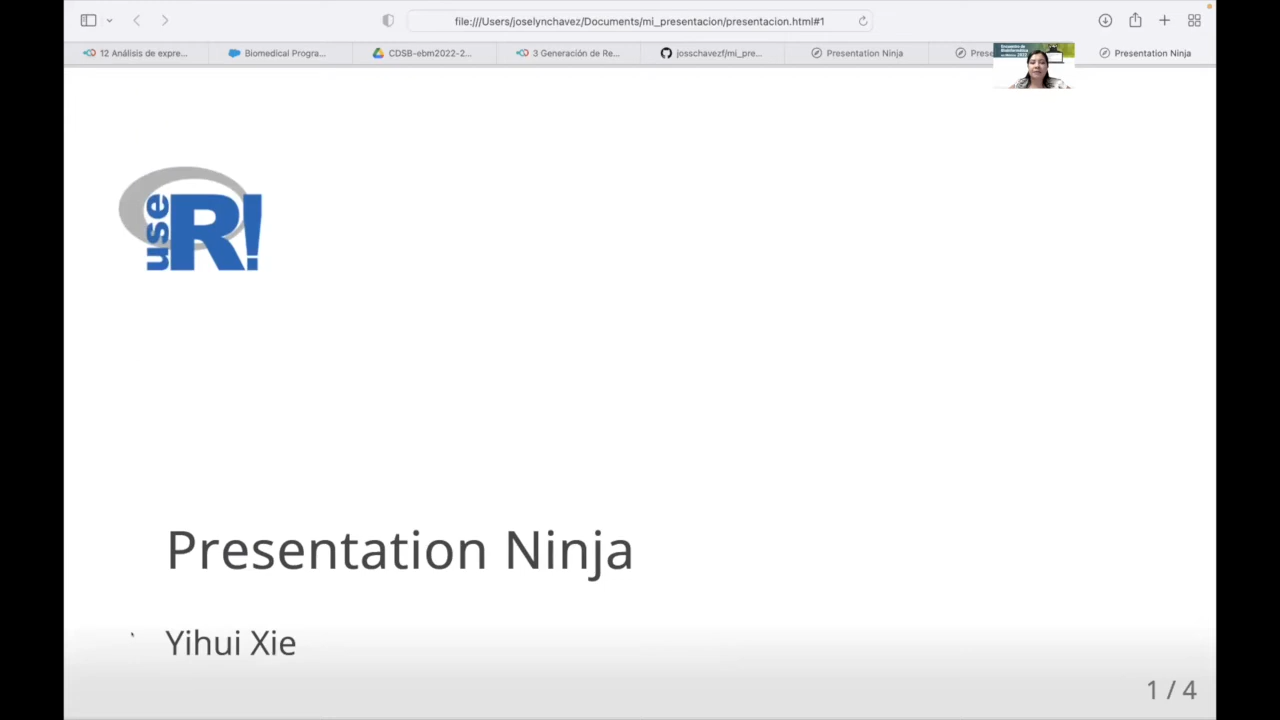 file:///Users/joselynchavez/Documents/mi_presentacion/presentacion.html#1
12 Análisis de expre...
Biomedical Progra...
CDSB-ebm2022-2...
3 Generación de Re...
josschavezf/mi_pre...
Presentation Ninja
Prese
Presentation Ninja
use R!
Presentation Ninja
Yihui Xie
1 / 4